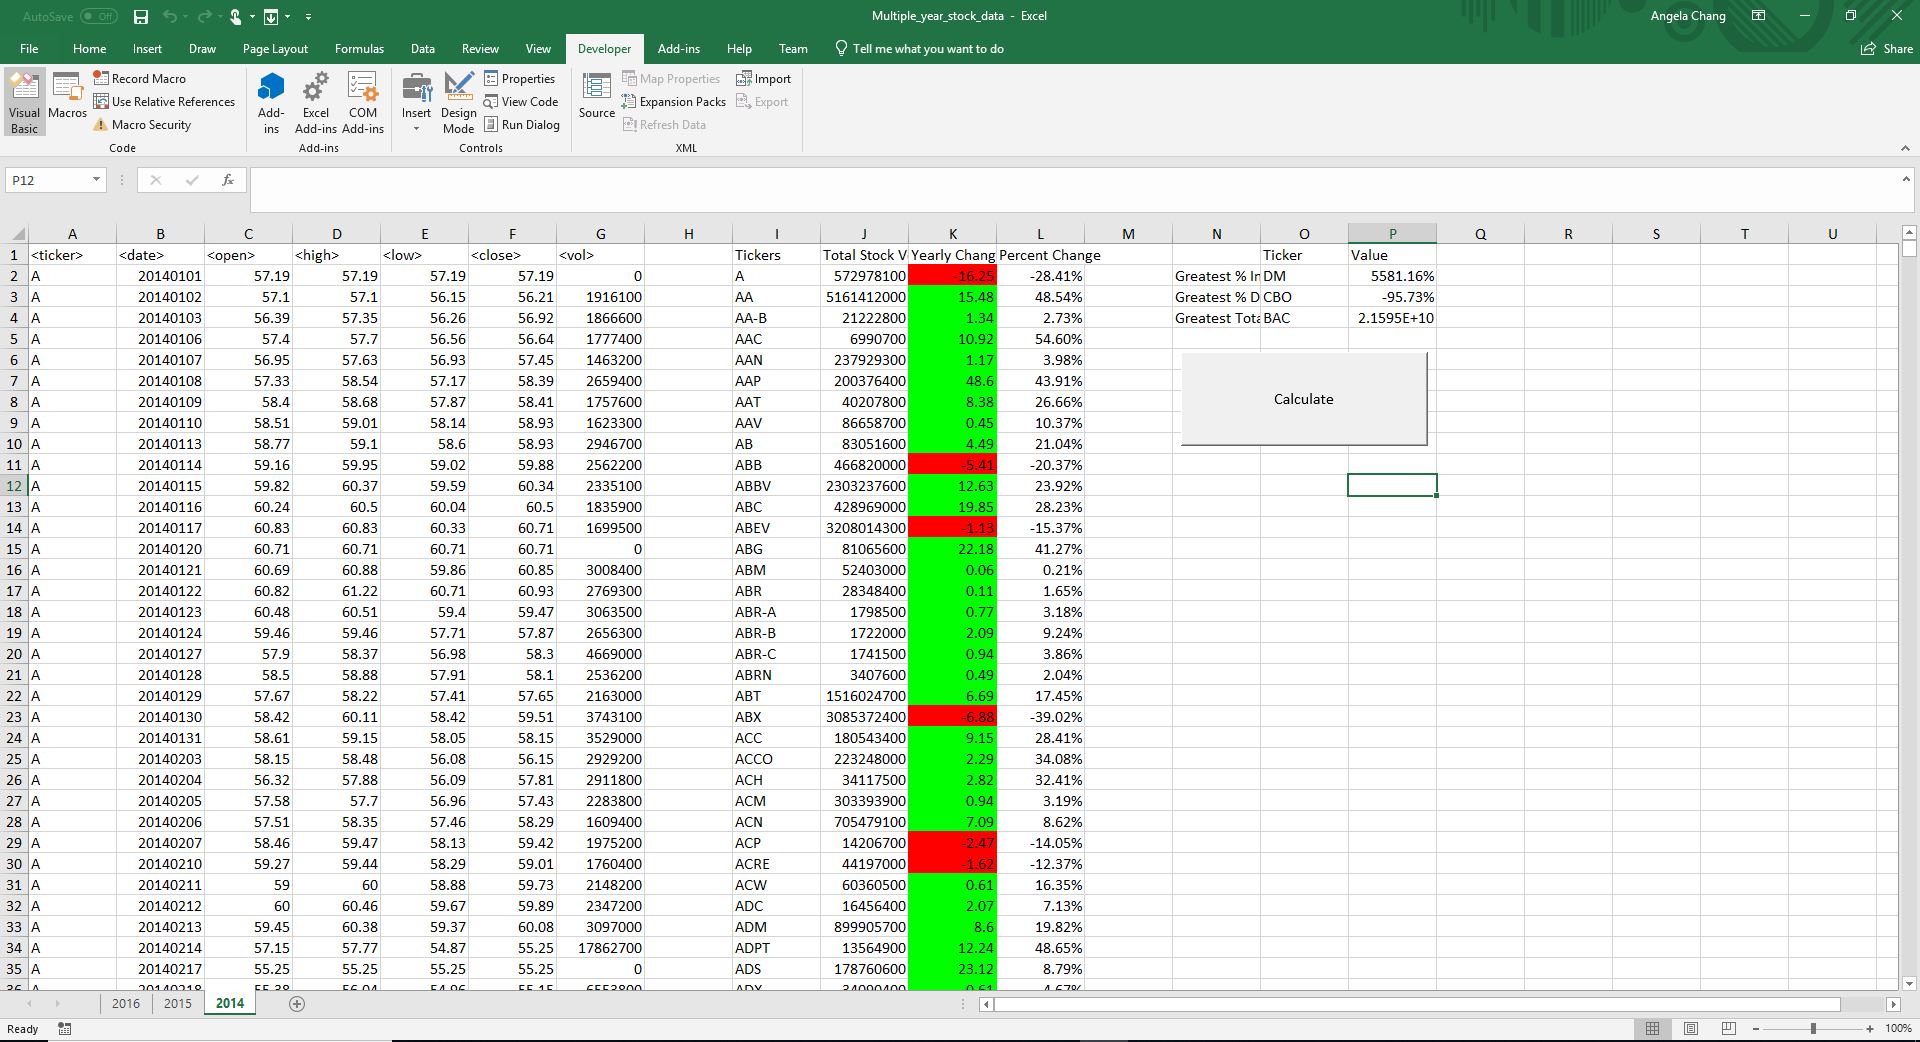 AutoSave Off Multiple_year_stock_data - Excel Angela Chang
File Home Insert Draw Page Layout Formulas Data Review View Developer Add-ins Help Team Tell me what you want to do Share
Visual Basic
Macros
Record Macro
Use Relative References
Macro Security
Code
Add-ins
Excel Add-ins
COM Add-ins
Add-ins
Insert
Design Mode
Properties
View Code
Run Dialog
Controls
Source
Map Properties
Expansion Packs
Refresh Data
Import
Export
XML
P12 fx
A B C D E F G H I J K L M N O P Q R S T U
1 <ticker> <date> <open> <high> <low> <close> <vol> Tickers Total Stock V Yearly Chang Percent Change Ticker Value
2 A 20140101 57.19 57.19 57.19 57.19 0 A 572978100 -16.25 -28.41% Greatest % In DM 5581.16%
3 A 20140102 57.1 57.1 56.15 56.21 1916100 AA 5161412000 15.48 48.54% Greatest % D CBO -95.73%
4 A 20140103 56.39 57.35 56.26 56.92 1866600 AA-B 21222800 1.34 2.73% Greatest Tota BAC 2.1595E+10
5 A 20140106 57.4 57.7 56.56 56.64 1777400 AAC 6990700 10.92 54.60%
6 A 20140107 56.95 57.63 56.93 57.45 1463200 AAN 237929300 1.17 3.98%
7 A 20140108 57.33 58.54 57.17 58.39 2659400 AAP 200376400 48.6 43.91%
8 A 20140109 58.4 58.68 57.87 58.41 1757600 AAT 40207800 8.38 26.66% Calculate
9 A 20140110 58.51 59.01 58.14 58.93 1623300 AAV 86658700 0.45 10.37%
10 A 20140113 58.77 59.1 58.6 58.93 2946700 AB 83051600 4.49 21.04%
11 A 20140114 59.16 59.95 59.02 59.88 2562200 ABB 466820000 -5.41 -20.37%
12 A 20140115 59.82 60.37 59.59 60.34 2335100 ABBV 2303237600 12.63 23.92%
13 A 20140116 60.24 60.5 60.04 60.5 1835900 ABC 428969000 19.85 28.23%
14 A 20140117 60.83 60.83 60.33 60.71 1699500 ABEV 3208014300 -1.13 -15.37%
15 A 20140120 60.71 60.71 60.71 60.71 0 ABG 81065600 22.18 41.27%
16 A 20140121 60.69 60.88 59.86 60.85 3008400 ABM 52403000 0.06 0.21%
17 A 20140122 60.82 61.22 60.71 60.93 2769300 ABR 28348400 0.11 1.65%
18 A 20140123 60.48 60.51 59.4 59.47 3063500 ABR-A 1798500 0.77 3.18%
19 A 20140124 59.46 59.46 57.71 57.87 2656300 ABR-B 1722000 2.09 9.24%
20 A 20140127 57.9 58.37 56.98 58.3 4669000 ABR-C 1741500 0.94 3.86%
21 A 20140128 58.5 58.88 57.91 58.1 2536200 ABRN 3407600 0.49 2.04%
22 A 20140129 57.67 58.22 57.41 57.65 2163000 ABT 1516024700 6.69 17.45%
23 A 20140130 58.42 60.11 58.42 59.51 3743100 ABX 3085372400 -6.88 -39.02%
24 A 20140131 58.61 59.15 58.05 58.15 3529000 ACC 180543400 9.15 28.41%
25 A 20140203 58.15 58.48 56.08 56.15 2929200 ACCO 223248000 2.29 34.08%
26 A 20140204 56.32 57.88 56.09 57.81 2911800 ACH 34117500 2.82 32.41%
27 A 20140205 57.58 57.7 56.96 57.43 2283800 ACM 303393900 0.94 3.19%
28 A 20140206 57.51 58.35 57.46 58.29 1609400 ACN 705479100 7.09 8.62%
29 A 20140207 58.46 59.47 58.13 59.42 1975200 ACP 14206700 -2.47 -14.05%
30 A 20140210 59.27 59.44 58.29 59.01 1760400 ACRE 44197000 -1.62 -12.37%
31 A 20140211 59 60 58.88 59.73 2148200 ACW 60360500 0.61 16.35%
32 A 20140212 60 60.46 59.67 59.89 2347200 ADC 16456400 2.07 7.13%
33 A 20140213 59.45 60.38 59.37 60.08 3097000 ADM 899905700 8.6 19.82%
34 A 20140214 57.15 57.77 54.87 55.25 17862700 ADPT 13564900 12.24 48.65%
35 A 20140217 55.25 55.25 55.25 55.25 0 ADS 178760600 23.12 8.79%
2016 2015 2014
Ready 100%